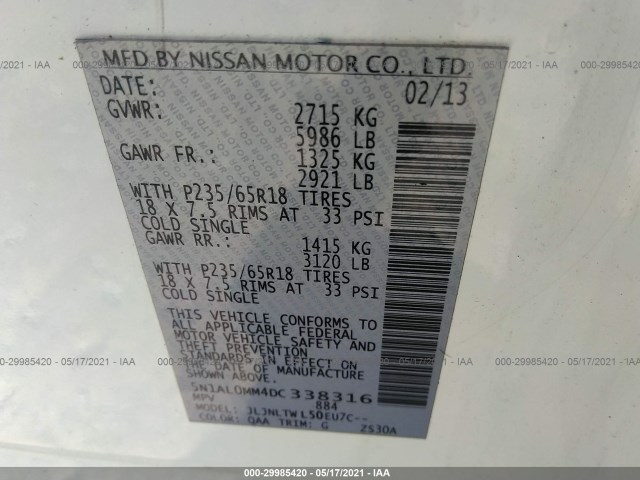 000-29985420 - 05/17/2021 - IAA
MFD BY NISSAN MOTOR CO., LTD.
DATE: 02/13
GVWR: 2715 KG
5986 LB
GAWR FR.: 1325 KG
2921 LB
WITH P235/65R18 TIRES
18 X 7.5 RIMS AT 33 PSI
COLD SINGLE
GAWR RR.: 1415 KG
3120 LB
WITH P235/65R18 TIRES
18 X 7.5 RIMS AT 33 PSI
COLD SINGLE
THIS VEHICLE CONFORMS TO
ALL APPLICABLE FEDERAL
MOTOR VEHICLE SAFETY AND
THEFT PREVENTION
STANDARDS IN EFFECT ON
THE DATE OF MANUFACTURE
SHOWN ABOVE.
5N1AL0MM4DC338316
MPV 884
MODEL: JLJNLTWL50EU7C--
COLOR: QAA TRIM: G 2S30A
000-29985420 - 05/17/2021 - IAA